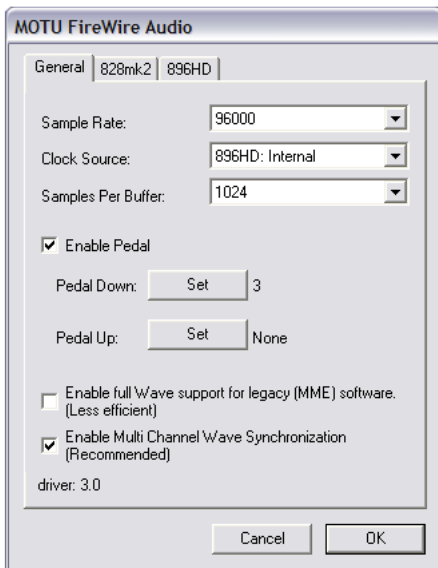 MOTU FireWire Audio
General 828mk2 896HD
Sample Rate: 96000
Clock Source: 896HD: Internal
Samples Per Buffer: 1024
Enable Pedal
Pedal Down: Set 3
Pedal Up: Set None
Enable full Wave support for legacy (MME) software.
(Less efficient)
Enable Multi Channel Wave Synchronization
(Recommended)
driver: 3.0
Cancel OK